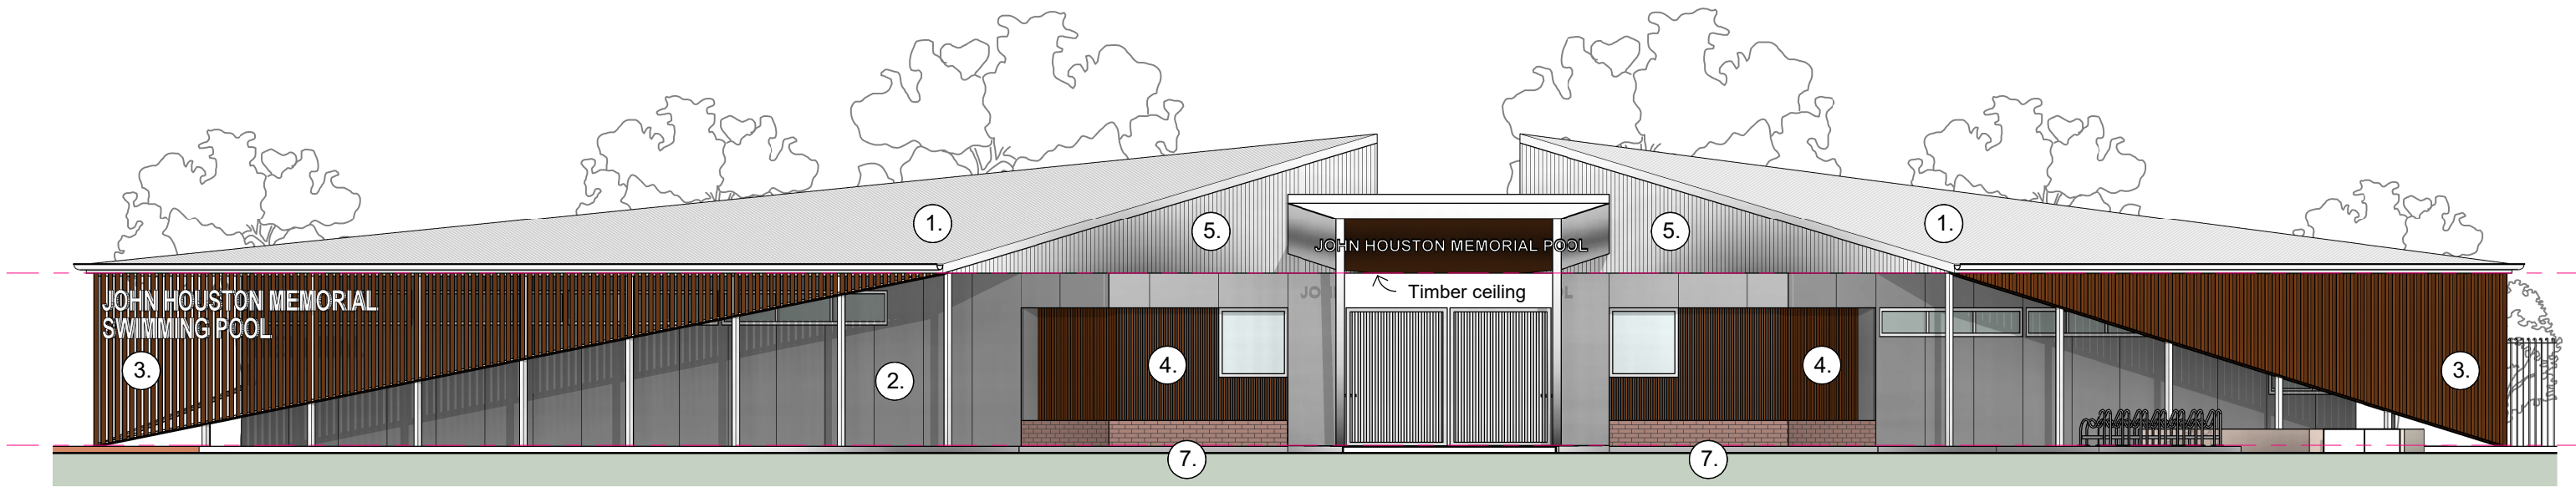 1.
1.
5.
5.
JOHN HOUSTON MEMORIAL POOL
Timber ceiling
JOHN HOUSTON MEMORIAL
SWIMMING POOL
3.
2.
4.
4.
3.
7.
7.